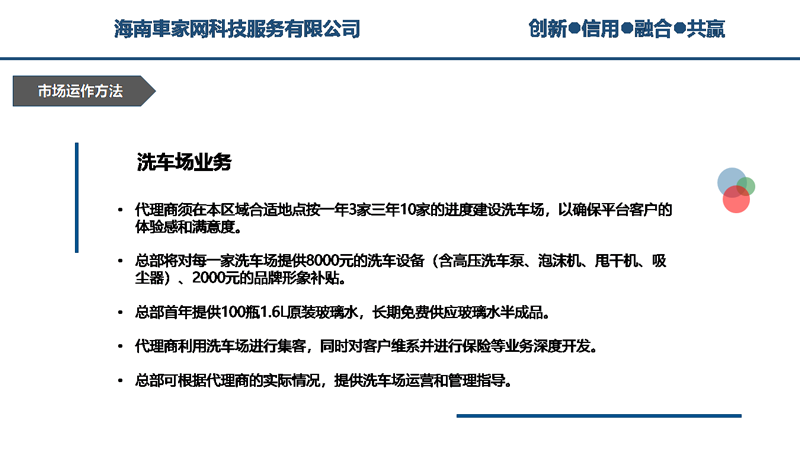 海南車家网科技服务有限公司
创新●信用●融合●共赢
市场运作方法
洗车场业务
• 代理商须在本区域合适地点按一年3家三年10家的进度建设洗车场，以确保平台客户的
体验感和满意度。
• 总部将对每一家洗车场提供8000元的洗车设备（含高压洗车泵、泡沫机、甩干机、吸
尘器）、2000元的品牌形象补贴。
• 总部首年提供100瓶1.6L原装玻璃水，长期免费供应玻璃水半成品。
• 代理商利用洗车场进行集客，同时对客户维系并进行保险等业务深度开发。
• 总部可根据代理商的实际情况，提供洗车场运营和管理指导。